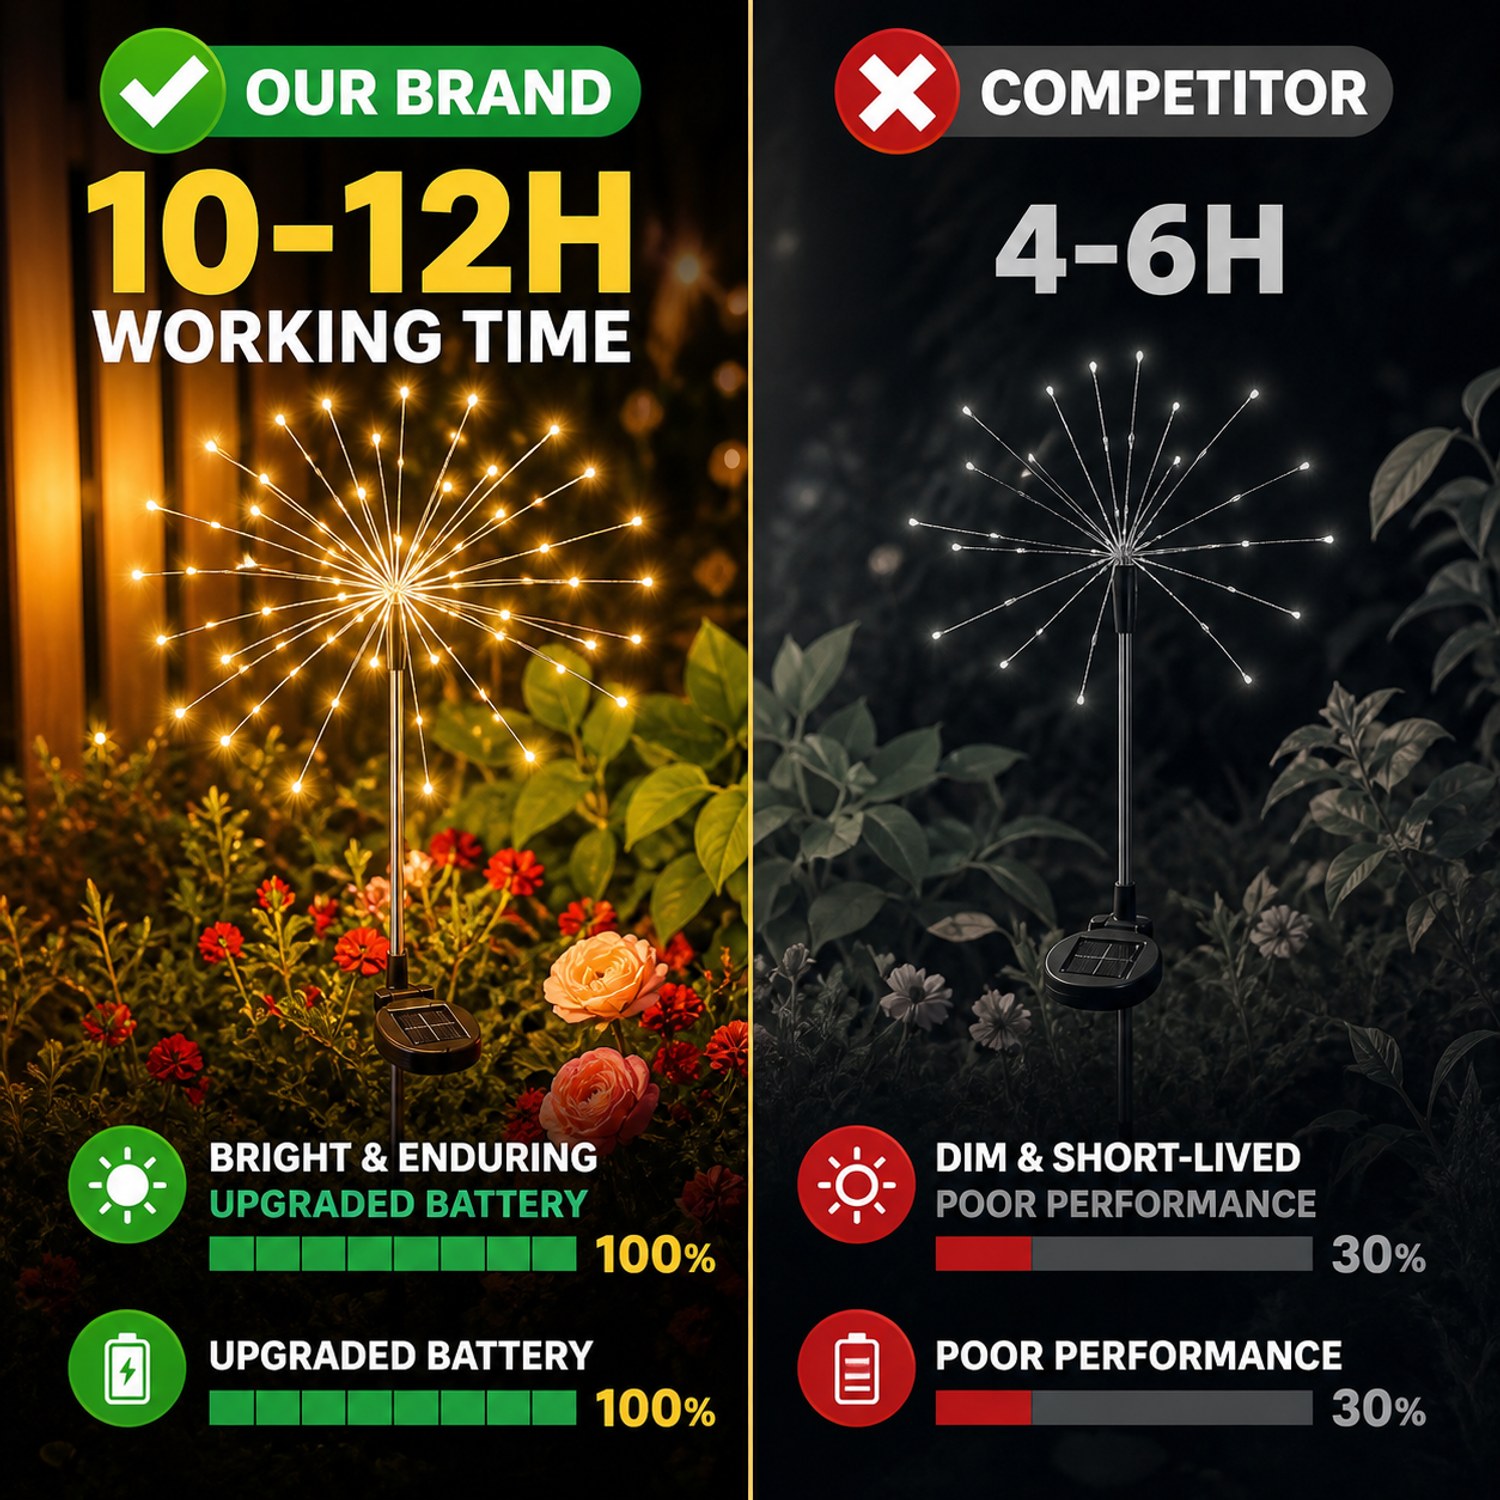 OUR BRAND
10-12H
WORKING TIME
BRIGHT & ENDURING
UPGRADED BATTERY
100%
UPGRADED BATTERY
100%
COMPETITOR
4-6H
DIM & SHORT-LIVED
POOR PERFORMANCE
30%
POOR PERFORMANCE
30%